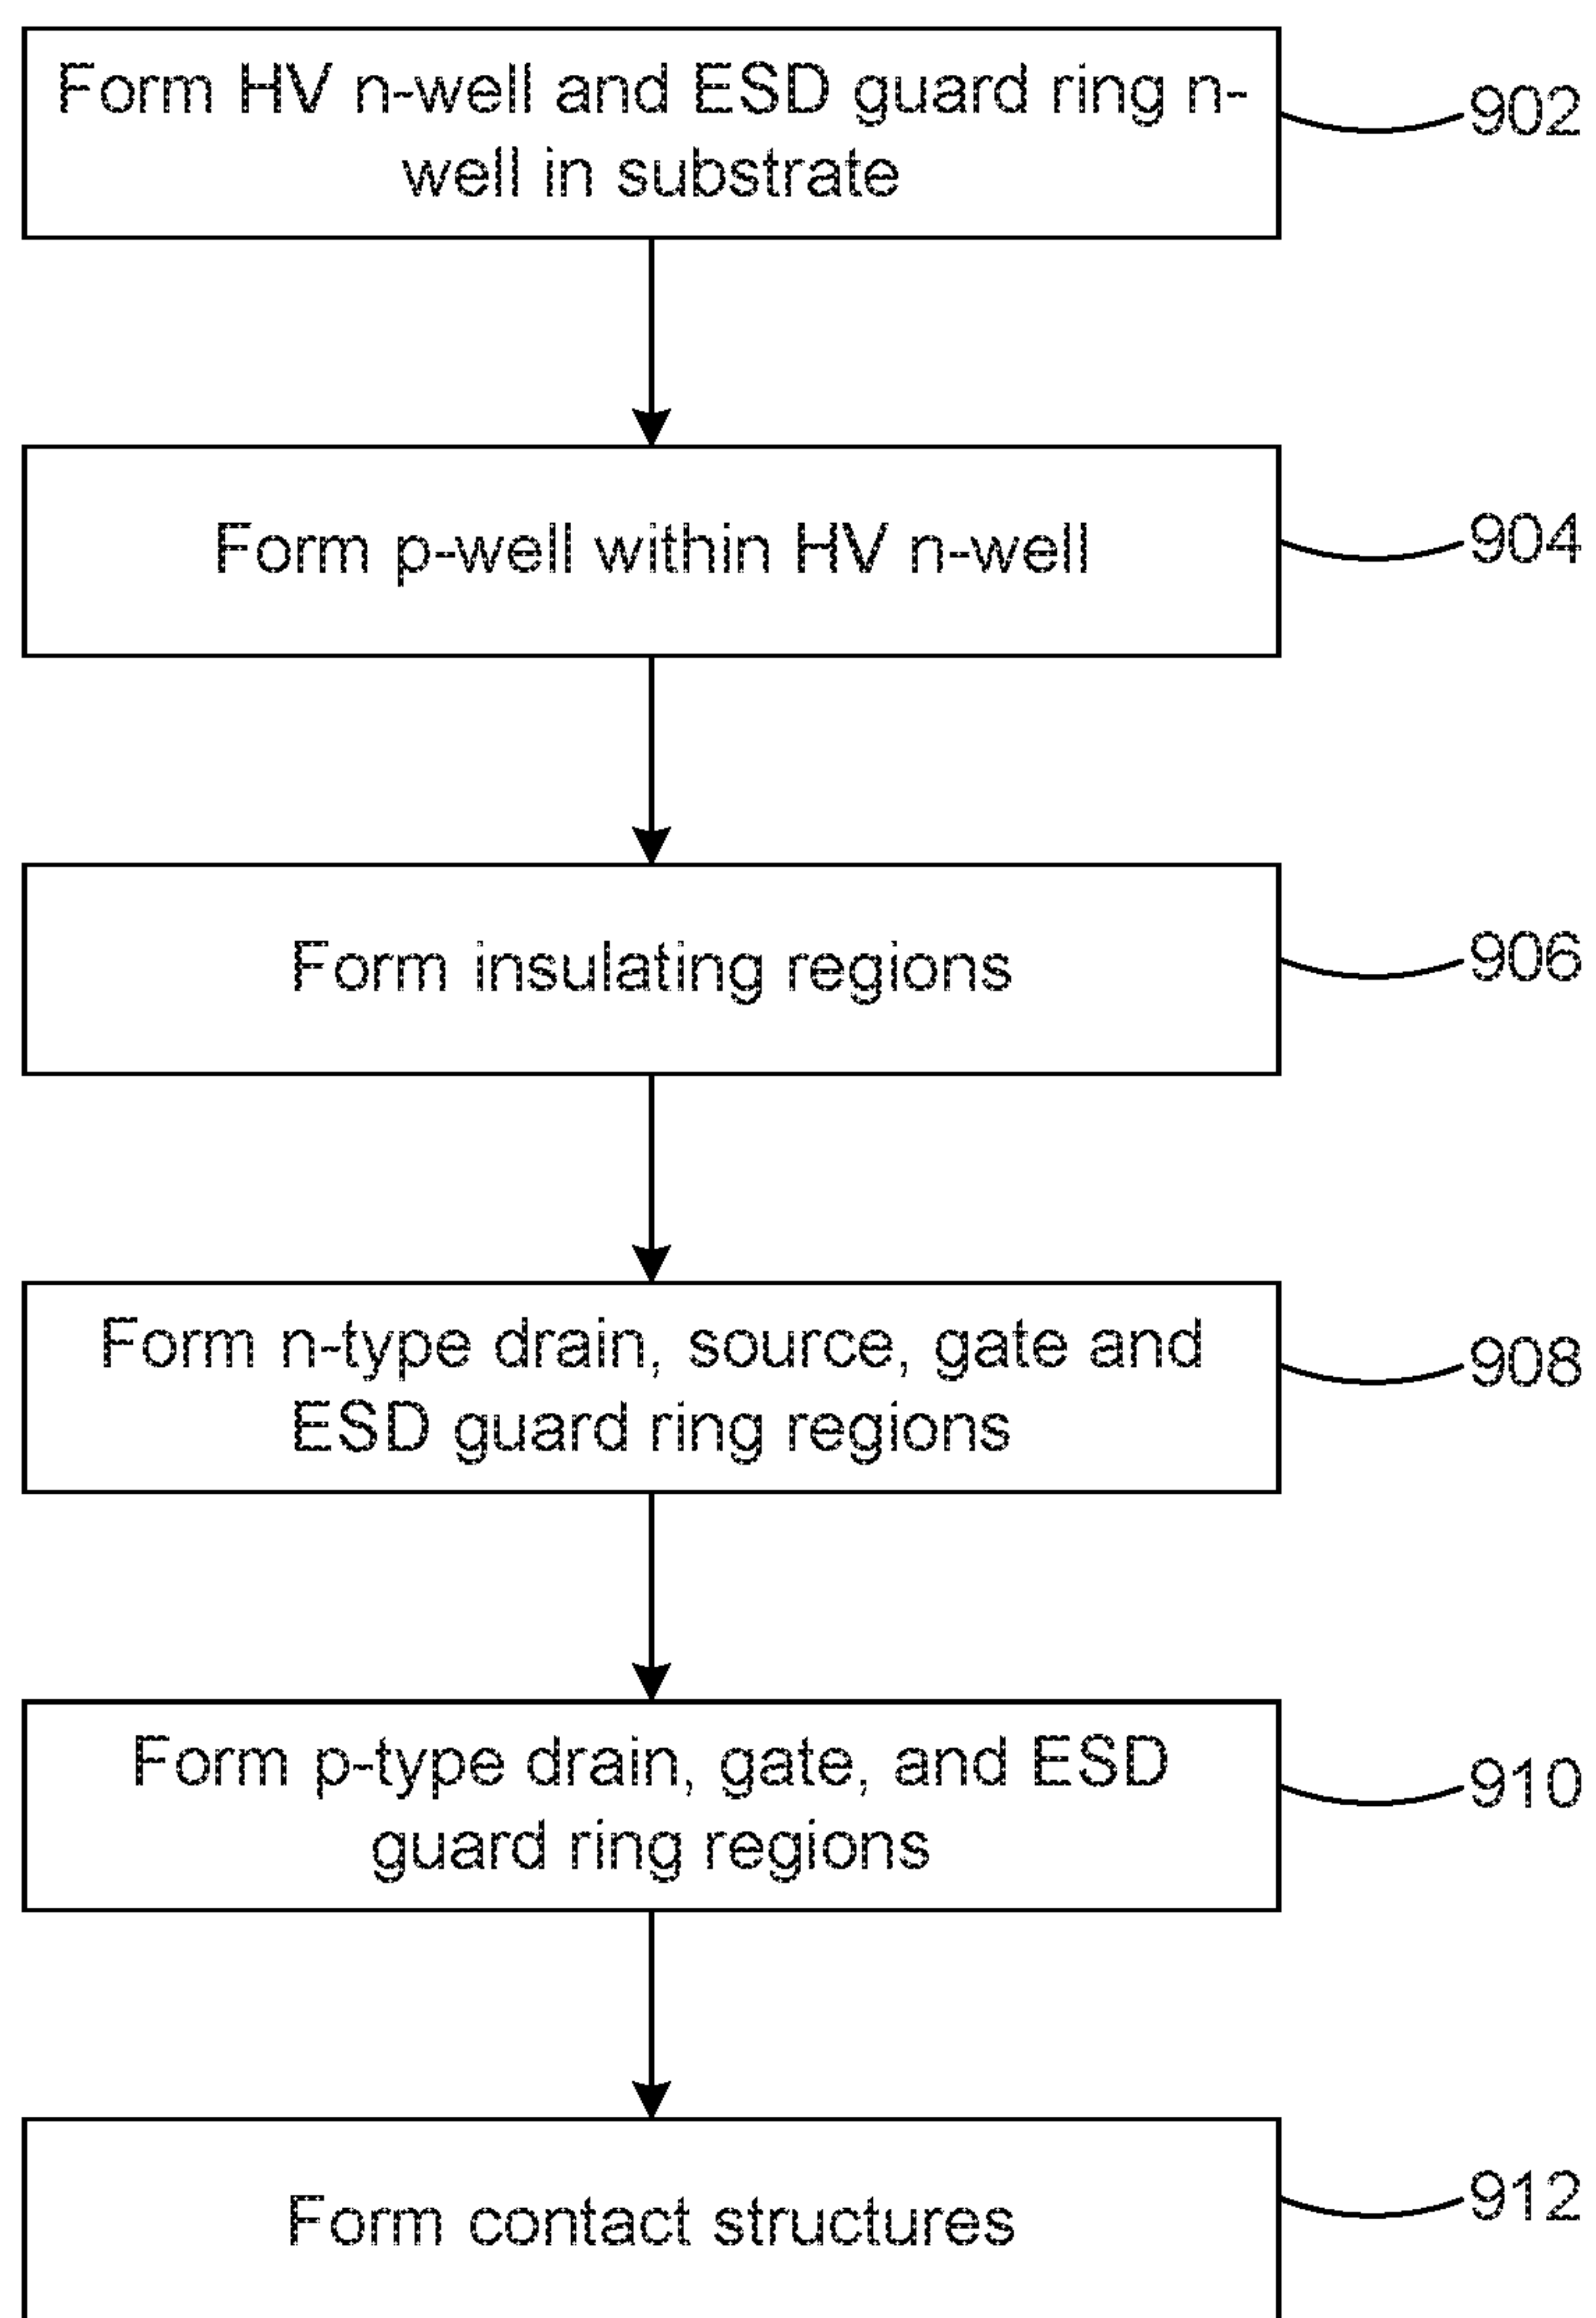 Form HV n-well and ESD guard ring n-
well in substrate
902
Form p-well within HV n-well
904
Form insulating regions
906
Form n-type drain, source, gate and
ESD guard ring regions
908
Form p-type drain, gate, and ESD
guard ring regions
910
Form contact structures
912